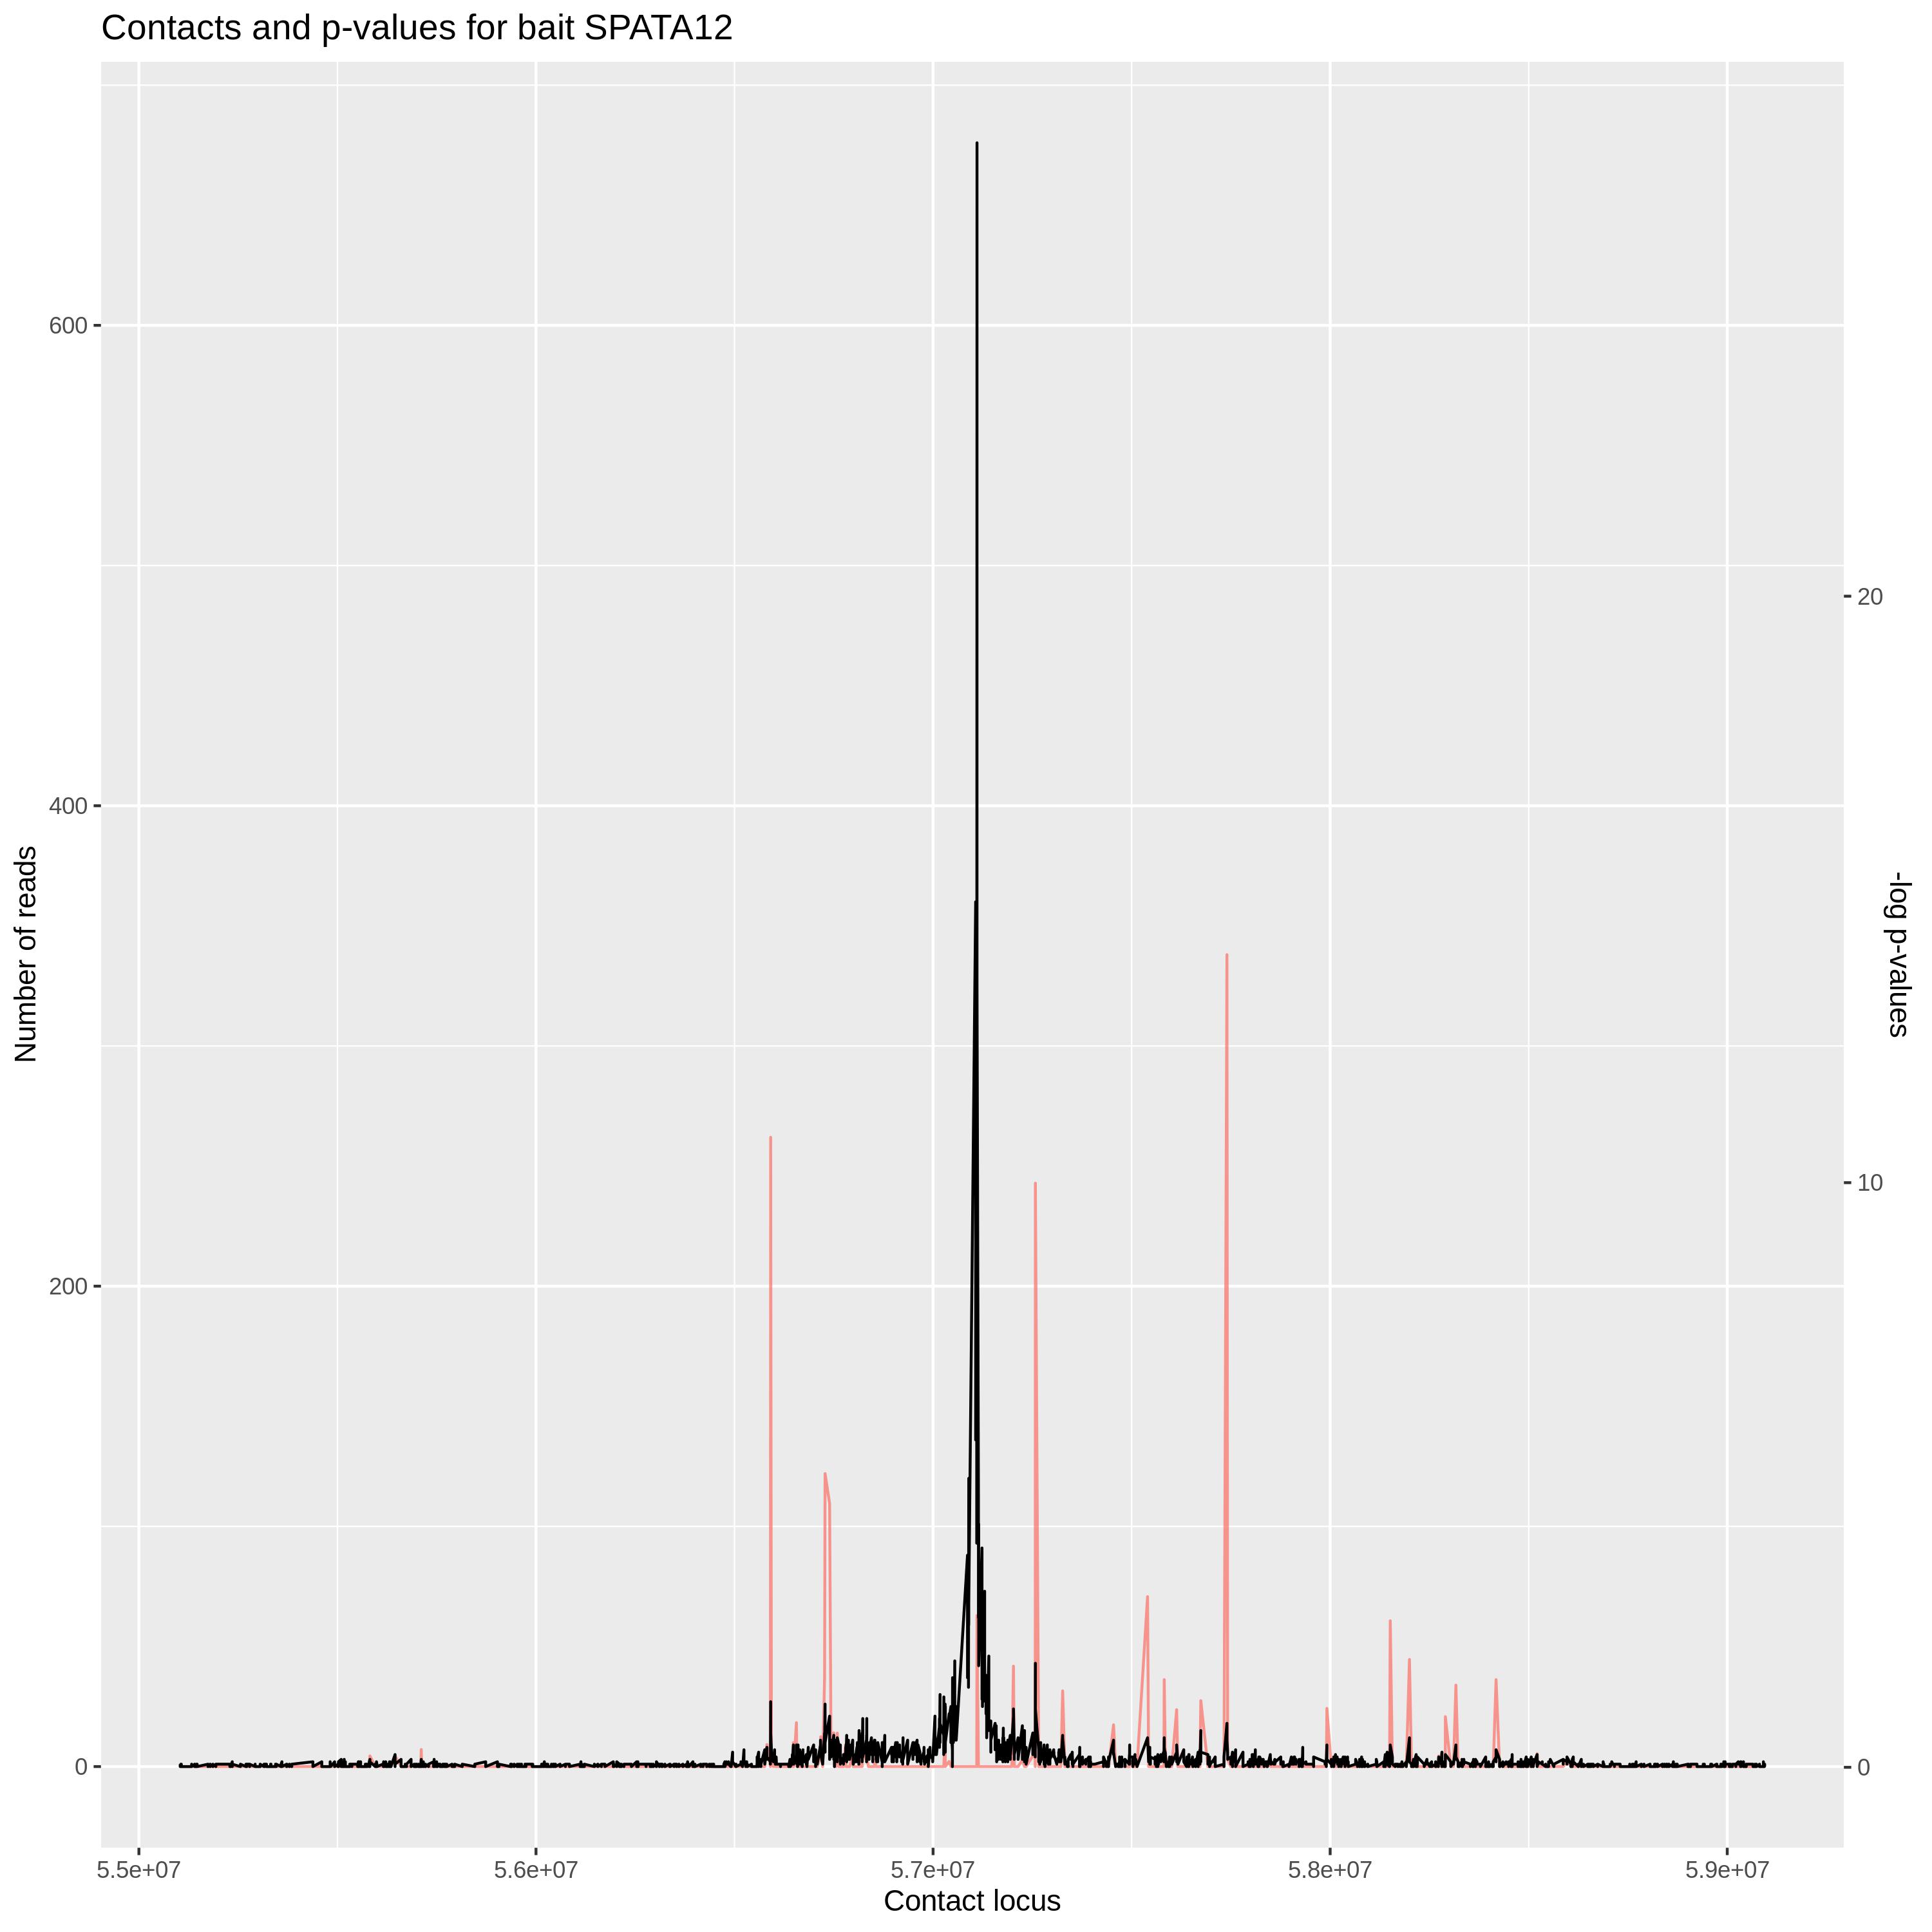 Contacts and p-values for bait SPATA12
600
400
200
0
Number of reads
20
10
0
-log p-values
5.5e+07 5.6e+07 5.7e+07 5.8e+07 5.9e+07
Contact locus